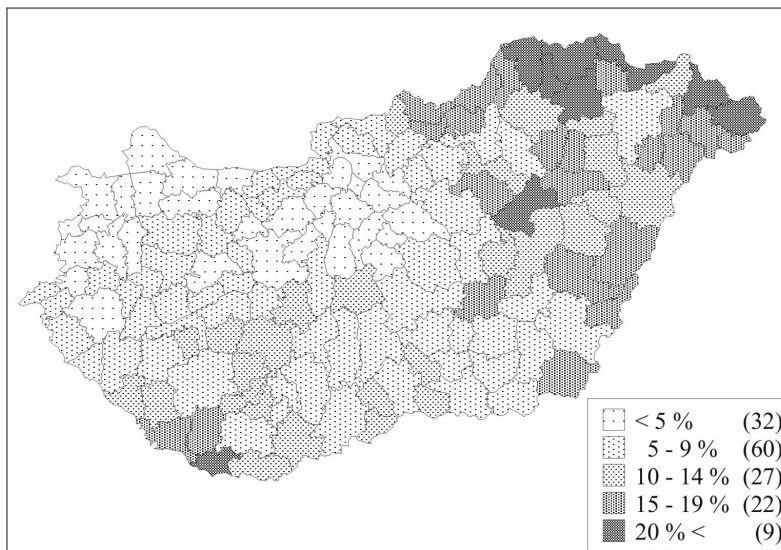 < 5 % (32)
5 - 9 % (60)
10 - 14 % (27)
15 - 19 % (22)
20 % < (9)